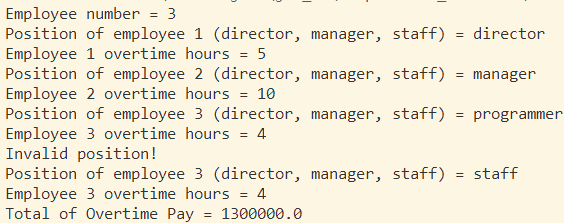 Employee number = 3
Position of employee 1 (director, manager, staff) = director
Employee 1 overtime hours = 5
Position of employee 2 (director, manager, staff) = manager
Employee 2 overtime hours = 10
Position of employee 3 (director, manager, staff) = programmer
Employee 3 overtime hours = 4
Invalid position!
Position of employee 3 (director, manager, staff) = staff
Employee 3 overtime hours = 4
Total of Overtime Pay = 1300000.0